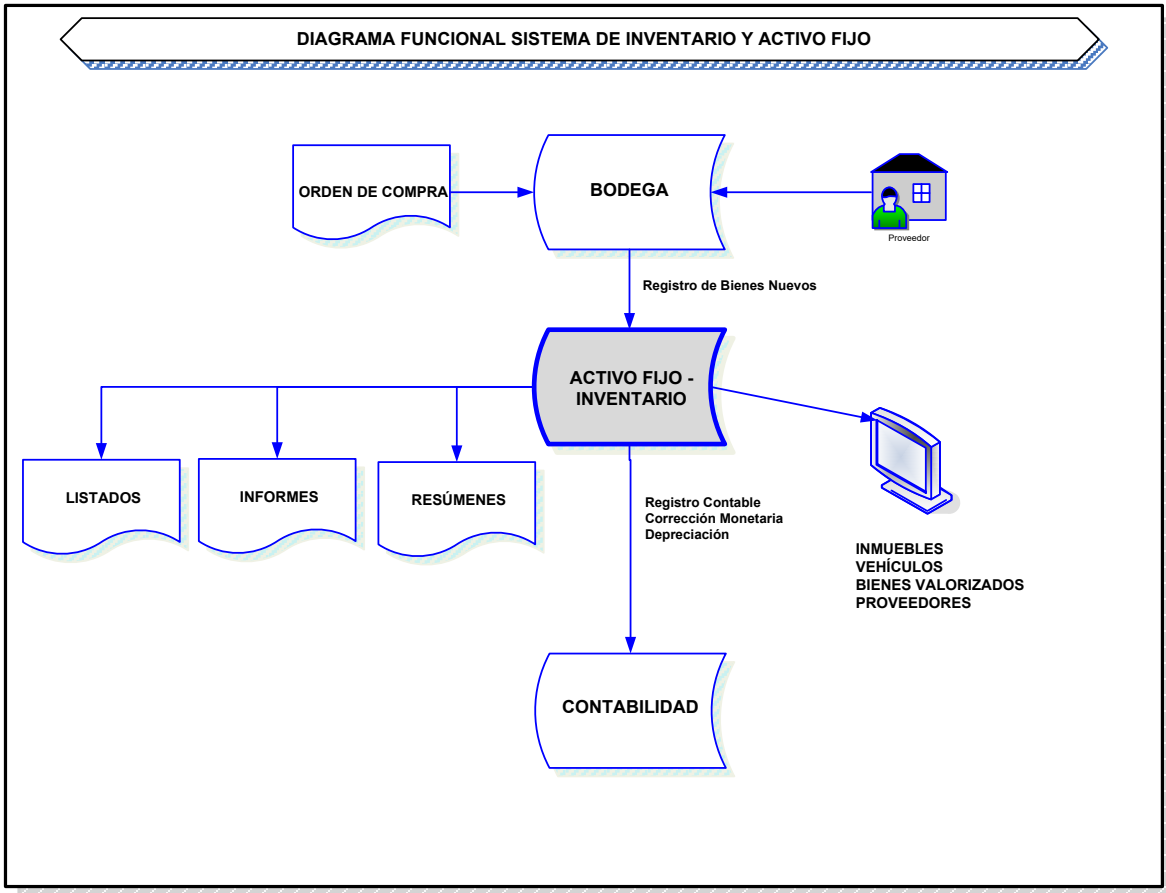 DIAGRAMA FUNCIONAL SISTEMA DE INVENTARIO Y ACTIVO FIJO
ORDEN DE COMPRA
BODEGA
Proveedor
Registro de Bienes Nuevos
ACTIVO FIJO -
INVENTARIO
LISTADOS
INFORMES
RESÚMENES
Registro Contable
Corrección Monetaria
Depreciación
INMUEBLES
VEHÍCULOS
BIENES VALORIZADOS
PROVEEDORES
CONTABILIDAD